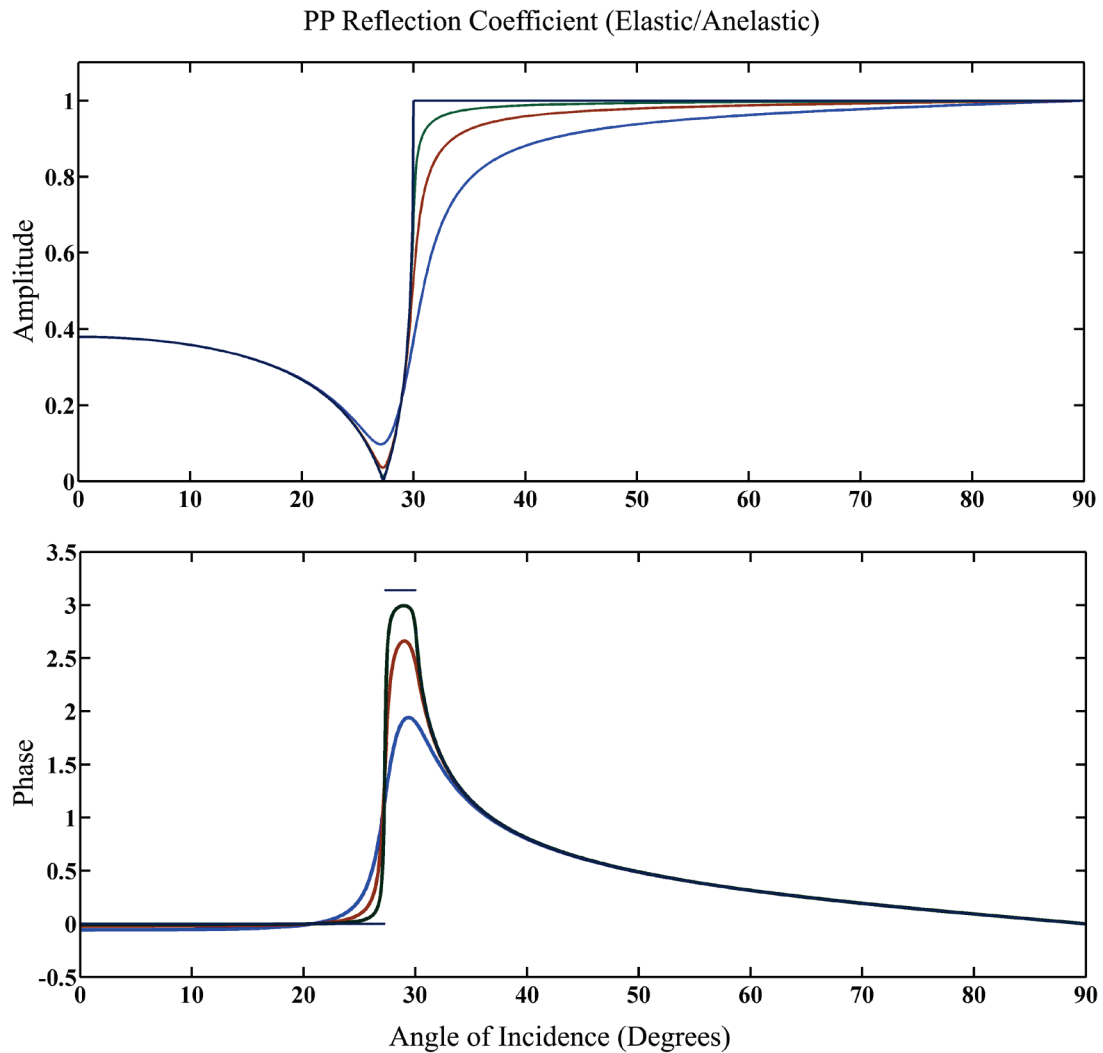 PP Reflection Coefficient (Elastic/Anelastic)
1
0.8
0.6
0.4
0.2
0
Amplitude
0 10 20 30 40 50 60 70 80 90
3.5
3
2.5
2
1.5
1
0.5
0
-0.5
Phase
0 10 20 30 40 50 60 70 80 90
Angle of Incidence (Degrees)